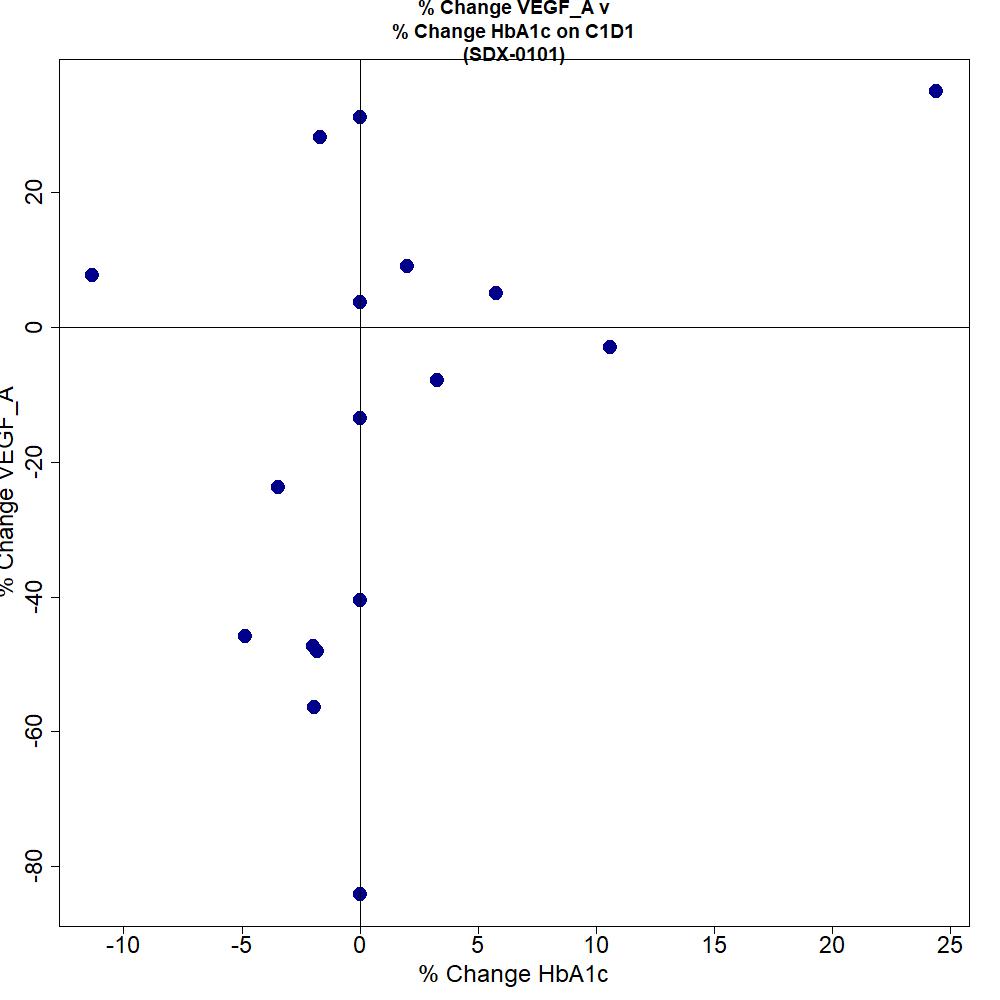 % Change VEGF_A v
% Change HbA1c on C1D1
(SDX-0101)
20
0
-20
-40
-60
-80
% Change VEGF_A
-10 -5 0 5 10 15 20 25
% Change HbA1c